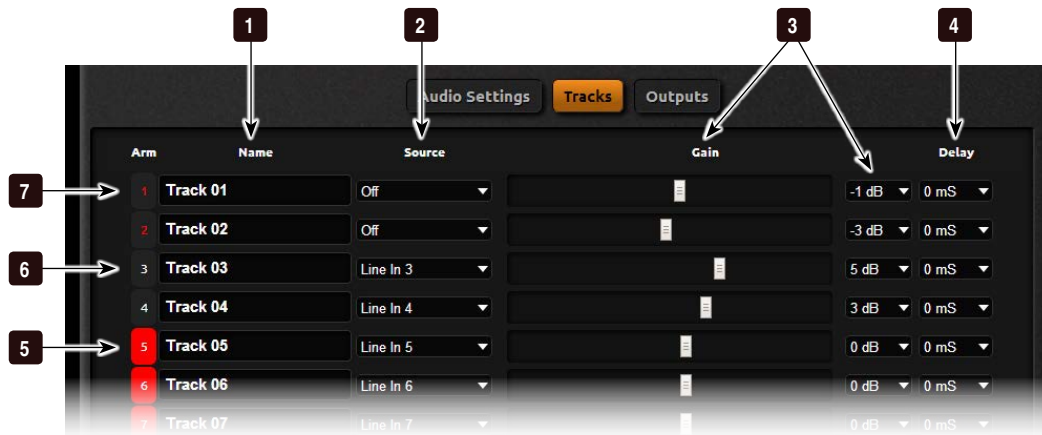 1 2 3 4
Audio Settings Tracks Outputs
Arm Name Source Gain Delay
7 1 Track 01 Off -1 dB 0 mS
2 Track 02 Off -3 dB 0 mS
6 3 Track 03 Line In 3 5 dB 0 mS
4 Track 04 Line In 4 3 dB 0 mS
5 5 Track 05 Line In 5 0 dB 0 mS
6 Track 06 Line In 6 0 dB 0 mS
7 Track 07 Line In 7 0 dB 0 mS